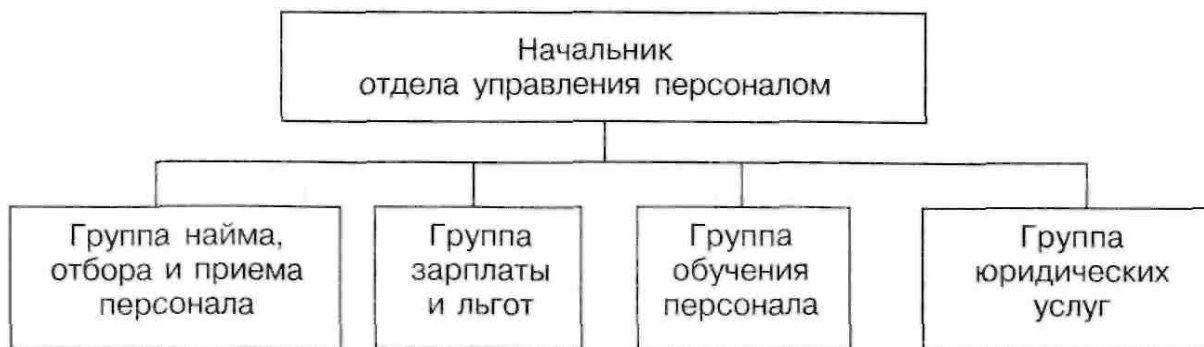 Начальник
отдела управления персоналом
Группа найма,
отбора и приема
персонала
Группа
зарплаты
и льгот
Группа
обучения
персонала
Группа
юридических
услуг